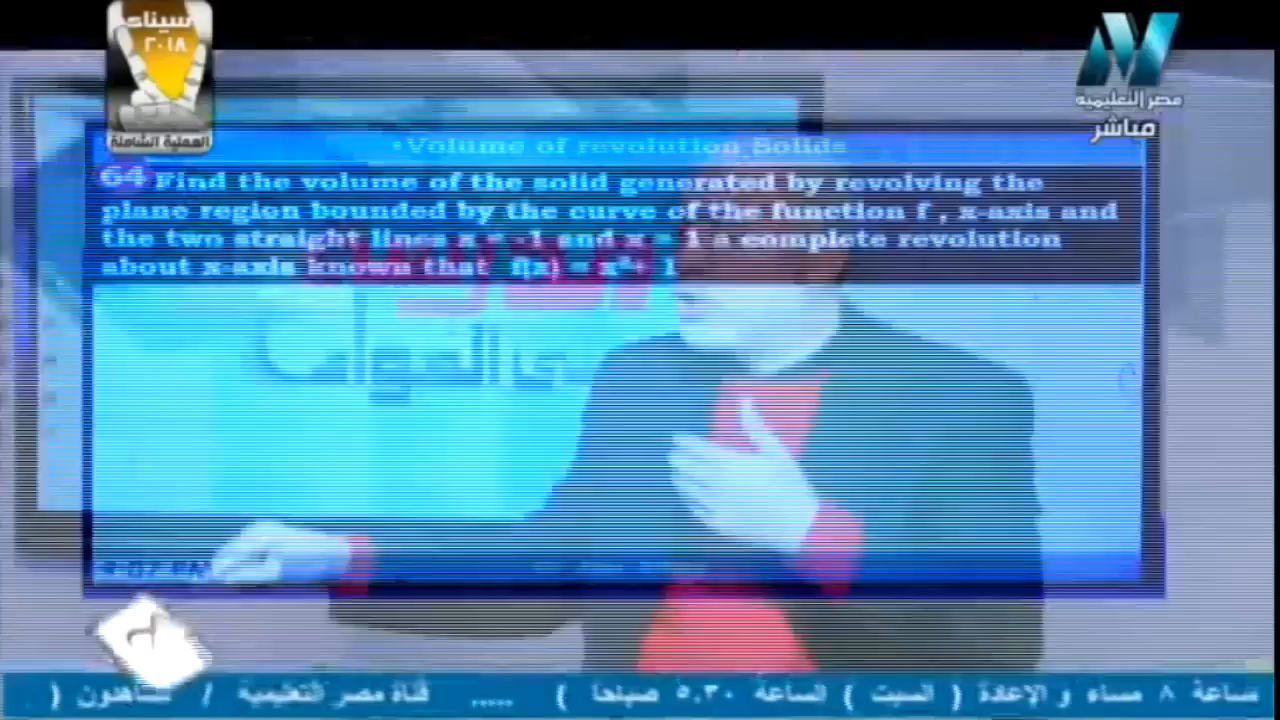 سيناء
٢٠١٨
العملية الشاملة
مصر التعليمية
مباشر
Volume of revolution Solids
64 Find the volume of the solid generated by revolving the
plane region bounded by the curve of the function f , x-axis and
the two straight lines x = -1 and x = 1 a complete revolution
about x-axis known that f(x) = x²+ 1
ساعة ٨ مساء و الإعادة ( السبت ) الساعة ٥.٣٠ صباحا ) ..... قناة مصر التعليمية / تشاهدون (